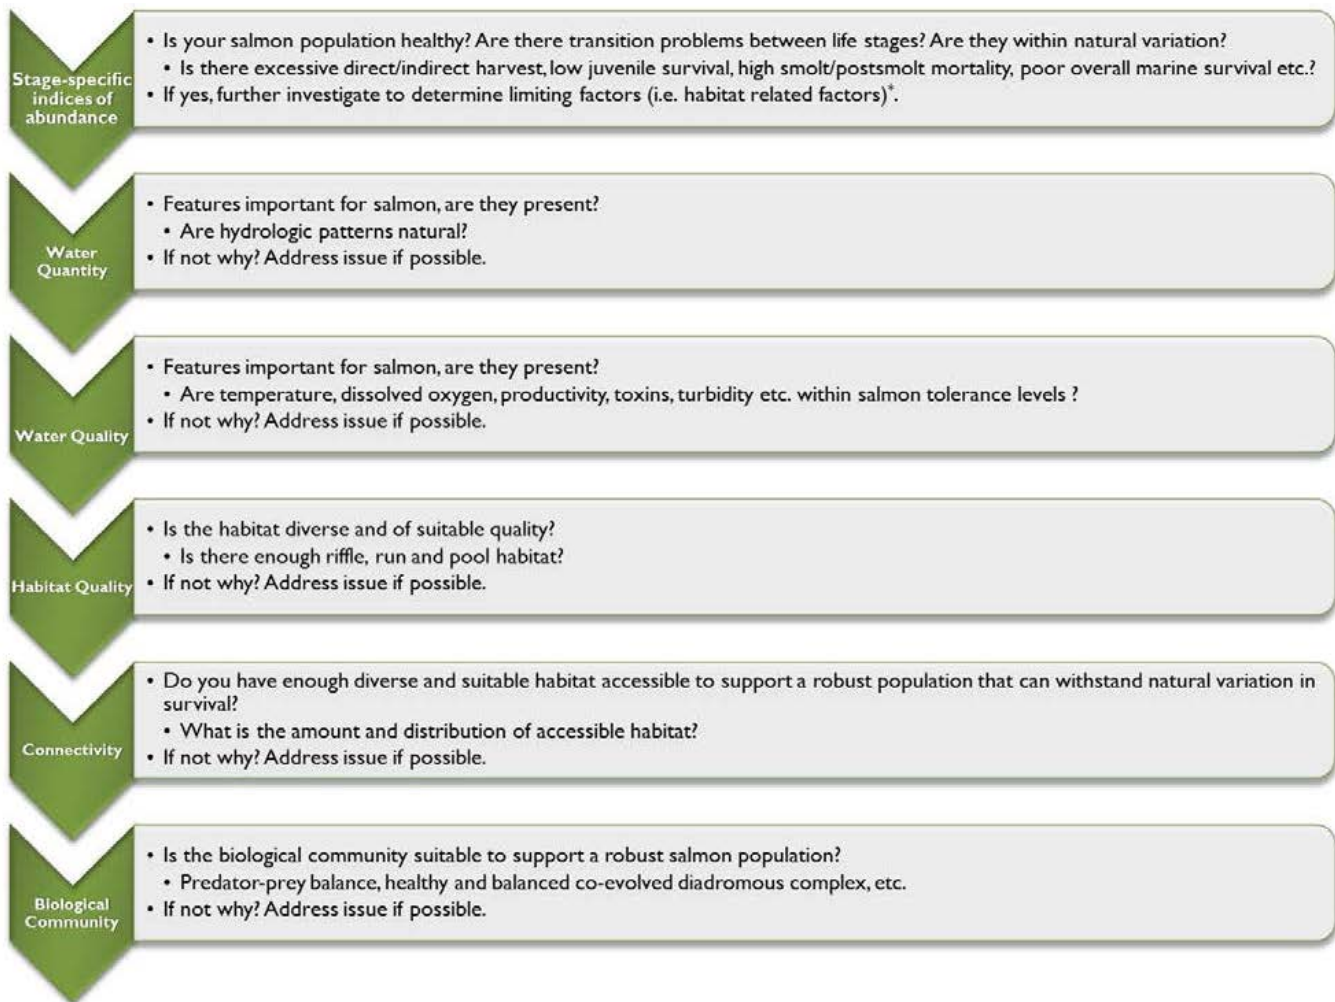 Stage-specific
indices of
abundance
• Is your salmon population healthy? Are there transition problems between life stages? Are they within natural variation?
• Is there excessive direct/indirect harvest, low juvenile survival, high smolt/postsmolt mortality, poor overall marine survival etc.?
• If yes, further investigate to determine limiting factors (i.e. habitat related factors)*.
Water
Quantity
• Features important for salmon, are they present?
• Are hydrologic patterns natural?
• If not why? Address issue if possible.
Water Quality
• Features important for salmon, are they present?
• Are temperature, dissolved oxygen, productivity, toxins, turbidity etc. within salmon tolerance levels ?
• If not why? Address issue if possible.
Habitat Quality
• Is the habitat diverse and of suitable quality?
• Is there enough riffle, run and pool habitat?
• If not why? Address issue if possible.
Connectivity
• Do you have enough diverse and suitable habitat accessible to support a robust population that can withstand natural variation in
survival?
• What is the amount and distribution of accessible habitat?
• If not why? Address issue if possible.
Biological
Community
• Is the biological community suitable to support a robust salmon population?
• Predator-prey balance, healthy and balanced co-evolved diadromous complex, etc.
• If not why? Address issue if possible.